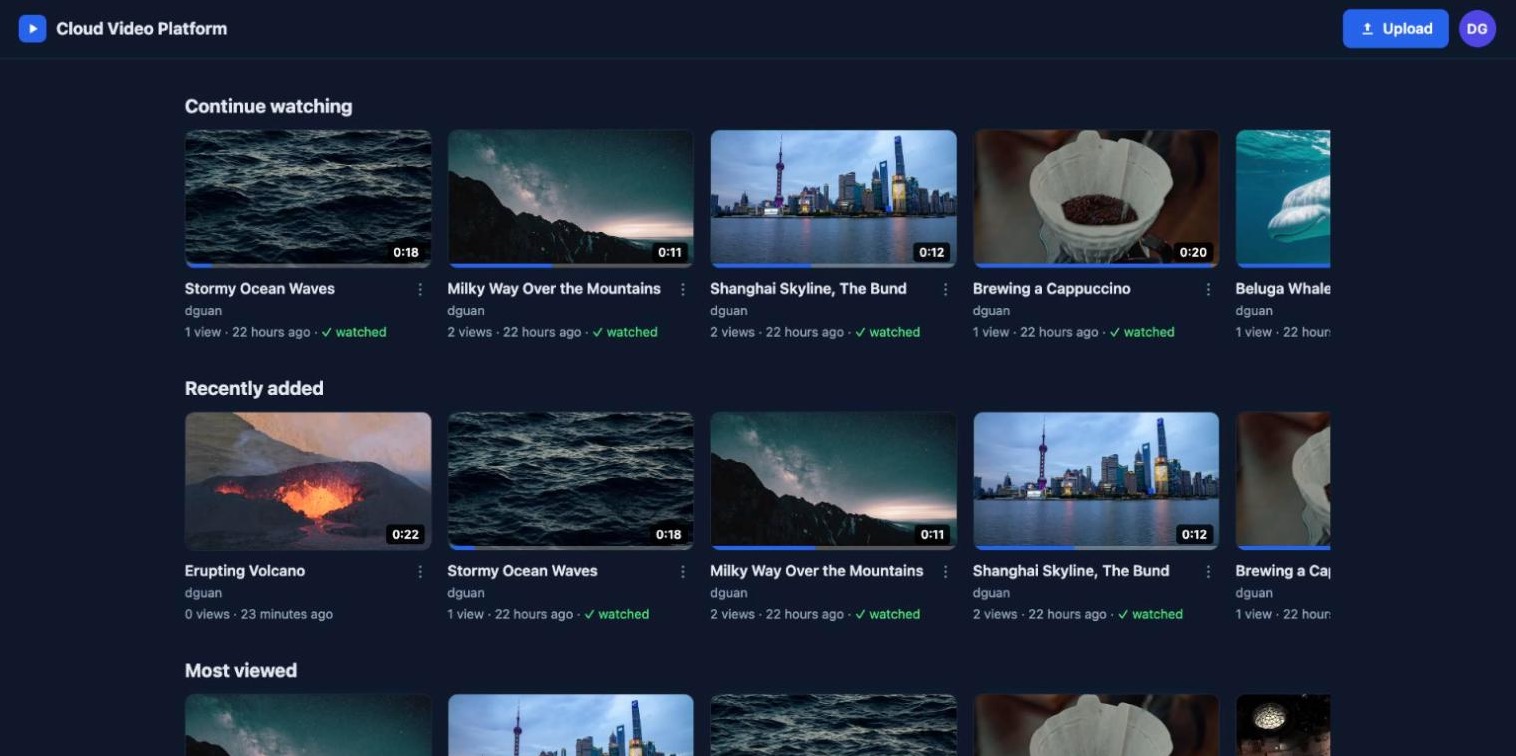 Cloud Video Platform
Upload
DG
Continue watching
0:18
0:11
0:12
0:20
Stormy Ocean Waves
Milky Way Over the Mountains
Shanghai Skyline, The Bund
Brewing a Cappuccino
Beluga Whale
dguan
dguan
dguan
dguan
dguan
1 view · 22 hours ago · ✓ watched
2 views · 22 hours ago · ✓ watched
2 views · 22 hours ago · ✓ watched
1 view · 22 hours ago · ✓ watched
1 view · 22 hour
Recently added
0:22
0:18
0:11
0:12
Erupting Volcano
Stormy Ocean Waves
Milky Way Over the Mountains
Shanghai Skyline, The Bund
Brewing a Ca
dguan
dguan
dguan
dguan
dguan
0 views · 23 minutes ago
1 view · 22 hours ago · ✓ watched
2 views · 22 hours ago · ✓ watched
2 views · 22 hours ago · ✓ watched
1 view · 22 hour
Most viewed